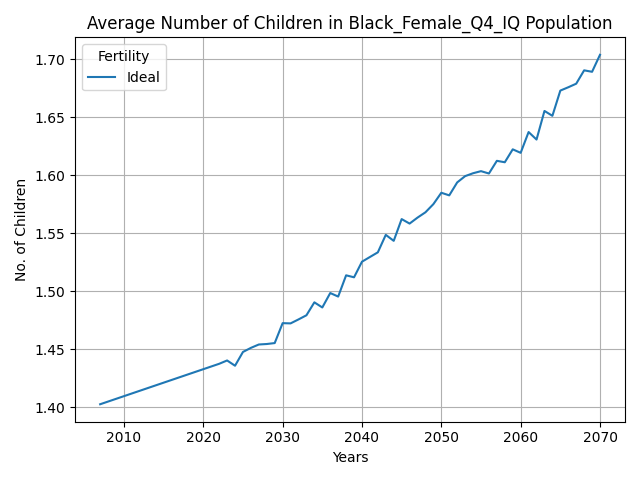 Average Number of Children in Black_Female_Q4_IQ Population
Fertility
Ideal
No. of Children
1.70
1.65
1.60
1.55
1.50
1.45
1.40
2010 2020 2030 2040 2050 2060 2070
Years